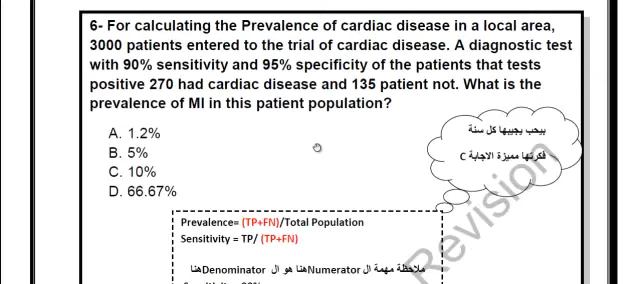 6- For calculating the Prevalence of cardiac disease in a local area,
3000 patients entered to the trial of cardiac disease. A diagnostic test
with 90% sensitivity and 95% specificity of the patients that tests
positive 270 had cardiac disease and 135 patient not. What is the
prevalence of MI in this patient population?
A. 1.2%
B. 5%
C. 10%
D. 66.67%
بيحب يجيبها كل سنة
فكرتها مميزة الاجابة C
Revision
Prevalence= (TP+FN)/Total Population
Sensitivity = TP/ (TP+FN)
ملاحظة مهمة ال Numerator هنا هو ال Denominator هنا